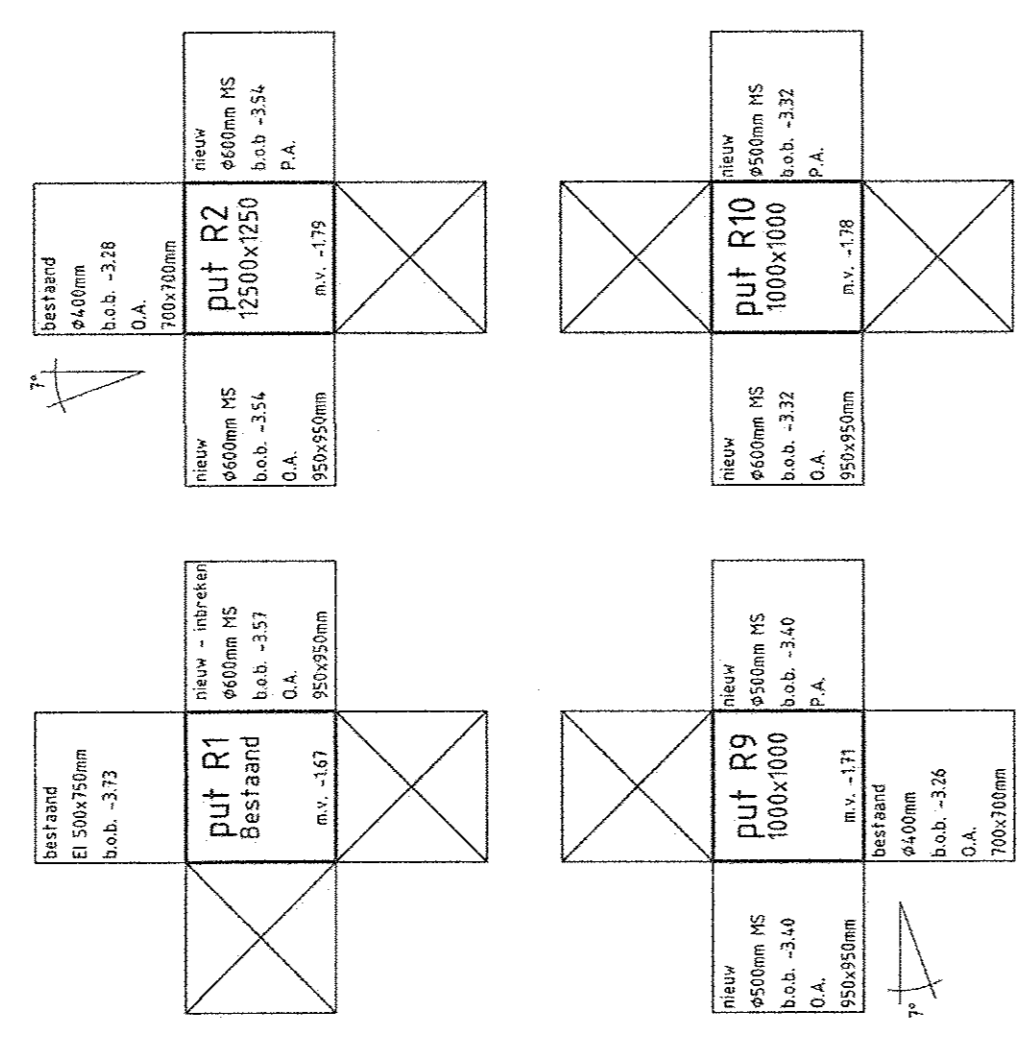 put R1
Bestaand
m.v. -1.67
bestaand
EI 500x750mm
b.o.b. -3.73
nieuw - inbreken
ø600mm MS
b.o.b. -3.57
O.A.
950x950mm
nieuw
ø600mm MS
b.o.b. -3.54
O.A.
950x950mm
7°
put R2
12500x1250
m.v. -1.79
bestaand
ø400mm
b.o.b. -3.28
O.A.
700x700mm
nieuw
ø600mm MS
b.o.b -3.54
P.A.
nieuw
ø500mm MS
b.o.b. -3.40
O.A.
950x950mm
7°
bestaand
ø400mm
b.o.b. -3.26
O.A.
700x700mm
put R9
1000x1000
m.v. -1.71
nieuw
ø500mm MS
b.o.b. -3.40
P.A.
nieuw
ø600mm MS
b.o.b. -3.32
O.A.
950x950mm
put R10
1000x1000
m.v. -1.78
nieuw
ø500mm MS
b.o.b. -3.32
P.A.